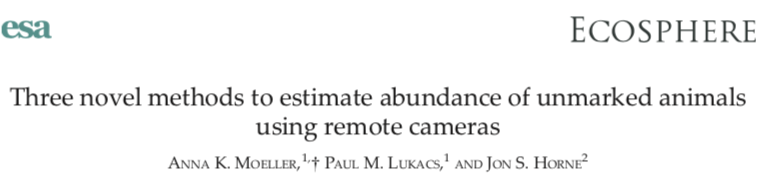 esa ECOSPHERE
Three novel methods to estimate abundance of unmarked animals
using remote cameras
ANNA K. MOELLER,1,† PAUL M. LUKACS,1 AND JON S. HORNE2